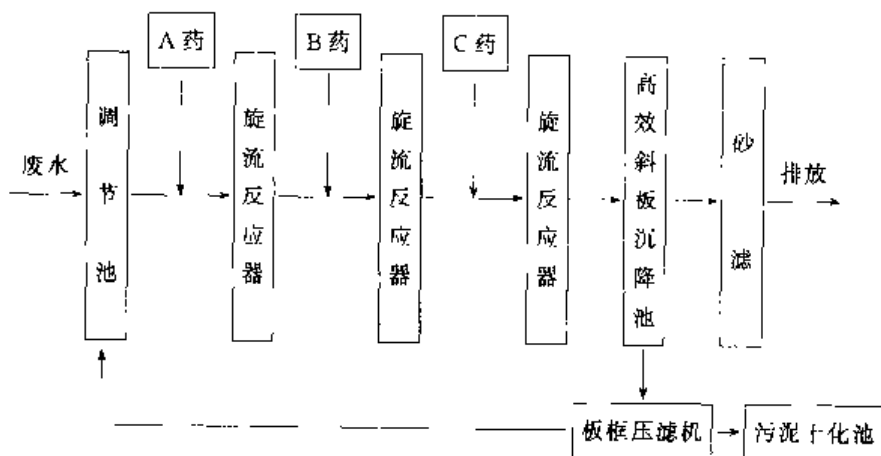 A药
B药
C药
废水
调节池
旋流反应器
旋流反应器
旋流反应器
高效斜板沉降池
砂滤
排放
板框压滤机
污泥干化池